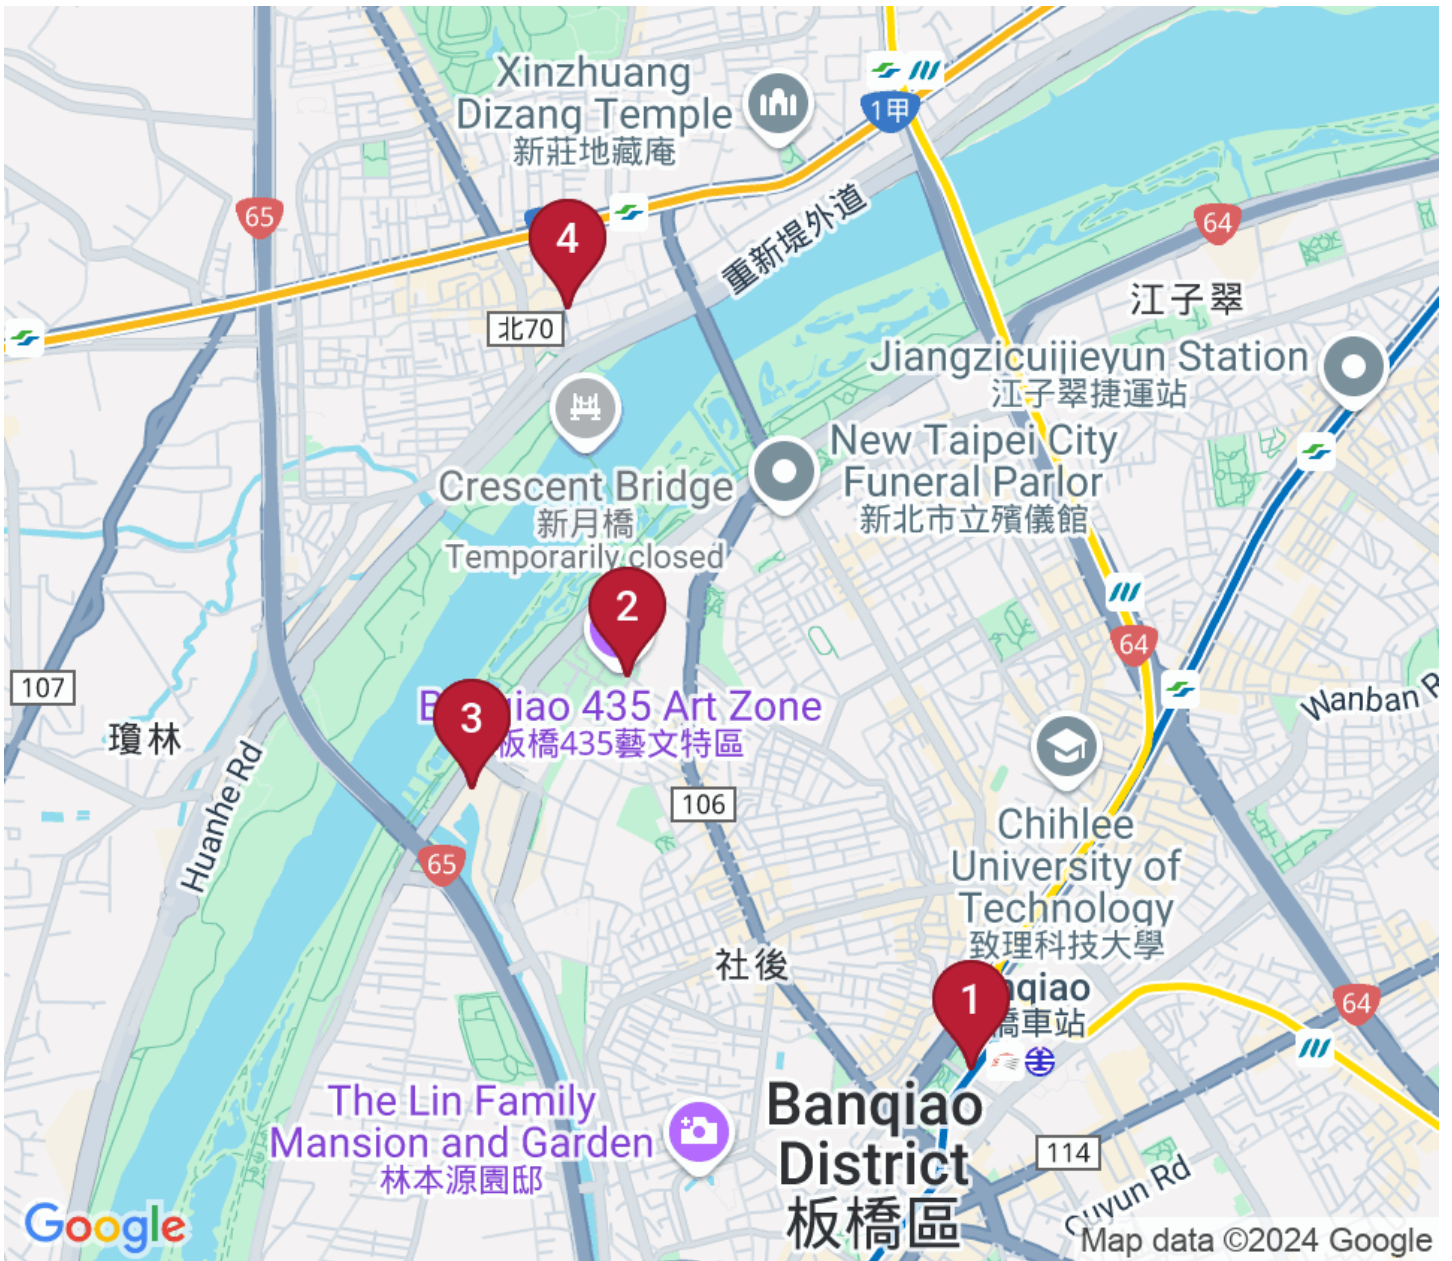 Xinzhuang
Dizang Temple
新莊地藏庵
1甲
65
64
4
重新堤外道
北70
江子翠
Jiangzicuijieyun Station
江子翠捷運站
New Taipei City
Funeral Parlor
新北市立殯儀館
Crescent Bridge
新月橋
Temporarily closed
2
64
107
Wanban R
3
iao 435 Art Zone
板橋435藝文特區
瓊林
Huanhe Rd
106
65
Chihlee
University of
Technology
致理科技大學
社後
1
nqiao
橋車站
64
The Lin Family
Mansion and Garden
林本源園邸
Banqiao
District
板橋區
114
Guyun Rd
Google
Map data ©2024 Google